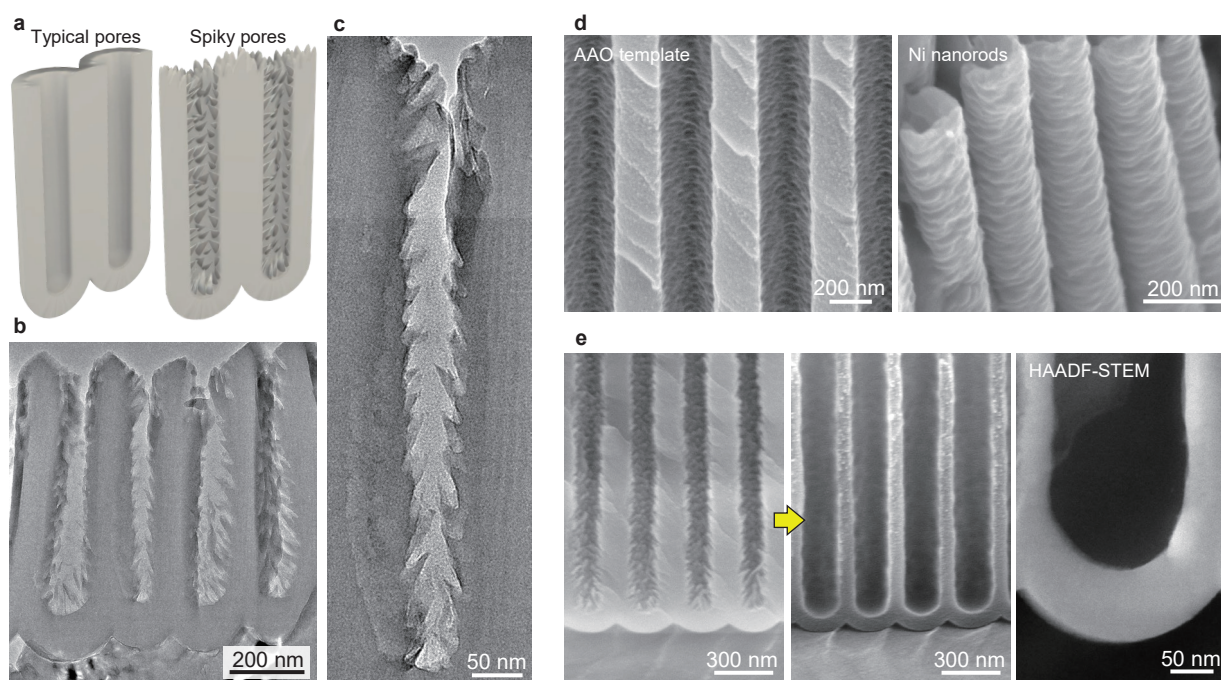 a
Typical pores
Spiky pores
b
200 nm
c
50 nm
d
AAO template
200 nm
Ni nanorods
200 nm
e
300 nm
300 nm
HAADF-STEM
50 nm